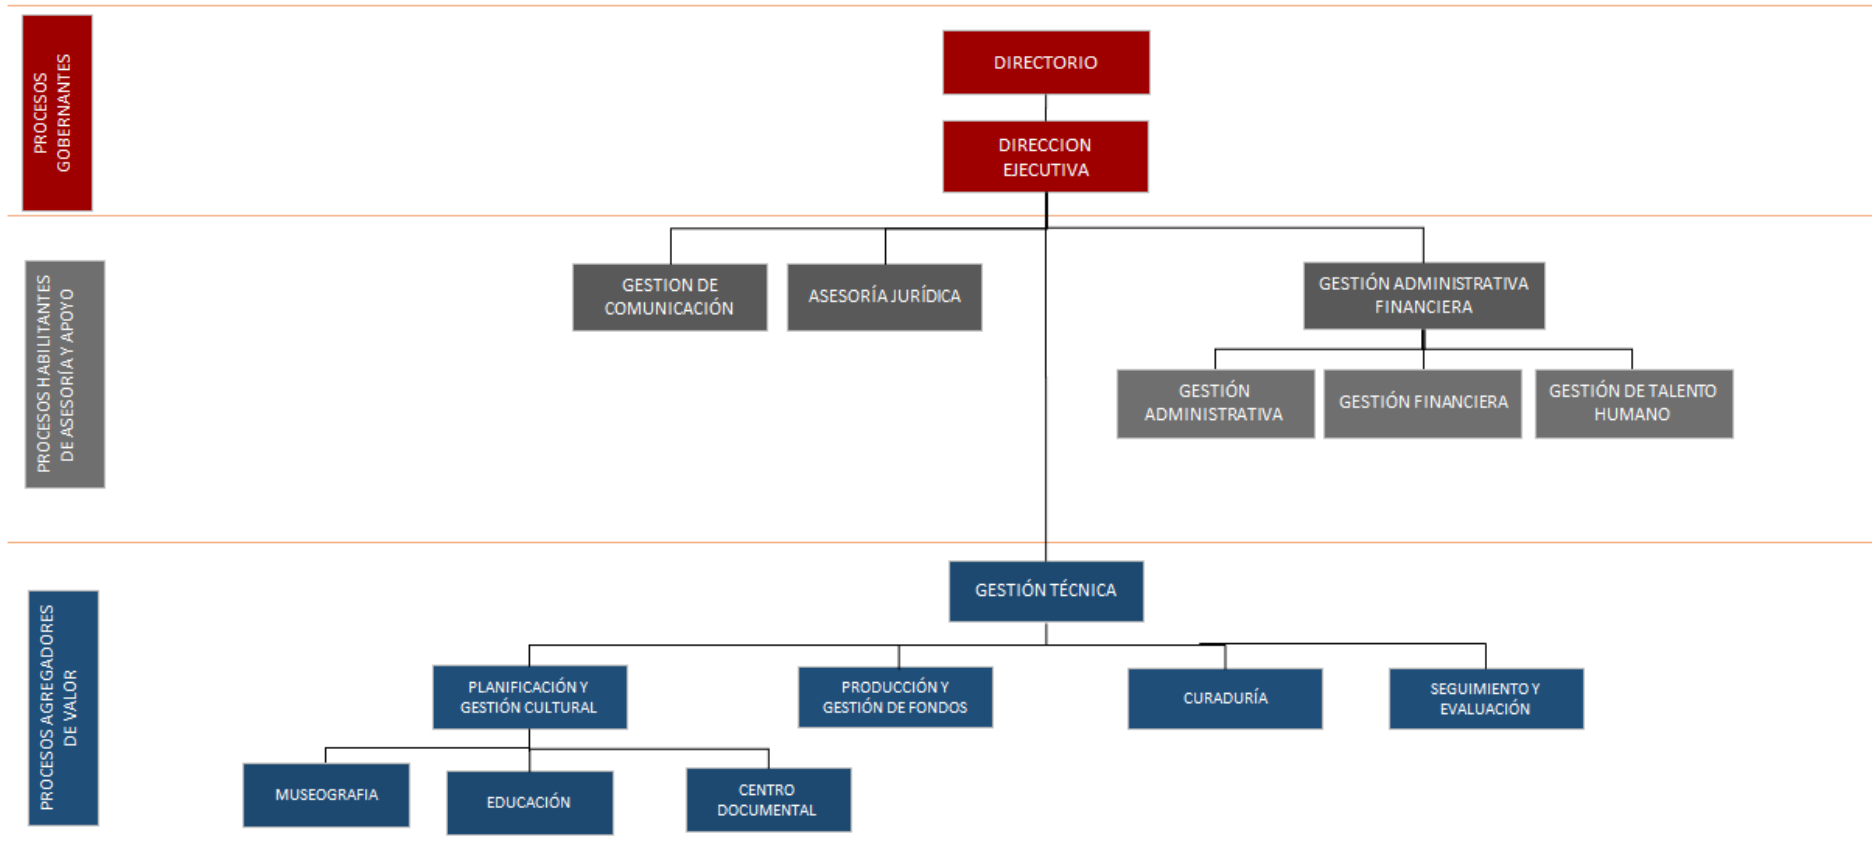 PROCESOS
GOBERNANTES
DIRECTORIO
DIRECCION
EJECUTIVA
PROCESOS HABILITANTES
DE ASESORÍA Y APOYO
GESTION DE
COMUNICACIÓN
ASESORÍA JURÍDICA
GESTIÓN ADMINISTRATIVA
FINANCIERA
GESTIÓN
ADMINISTRATIVA
GESTIÓN FINANCIERA
GESTIÓN DE TALENTO
HUMANO
PROCESOS AGREGADORES
DE VALOR
GESTIÓN TÉCNICA
PLANIFICACIÓN Y
GESTIÓN CULTURAL
PRODUCCIÓN Y
GESTIÓN DE FONDOS
CURADURÍA
SEGUIMIENTO Y
EVALUACIÓN
MUSEOGRAFIA
EDUCACIÓN
CENTRO
DOCUMENTAL